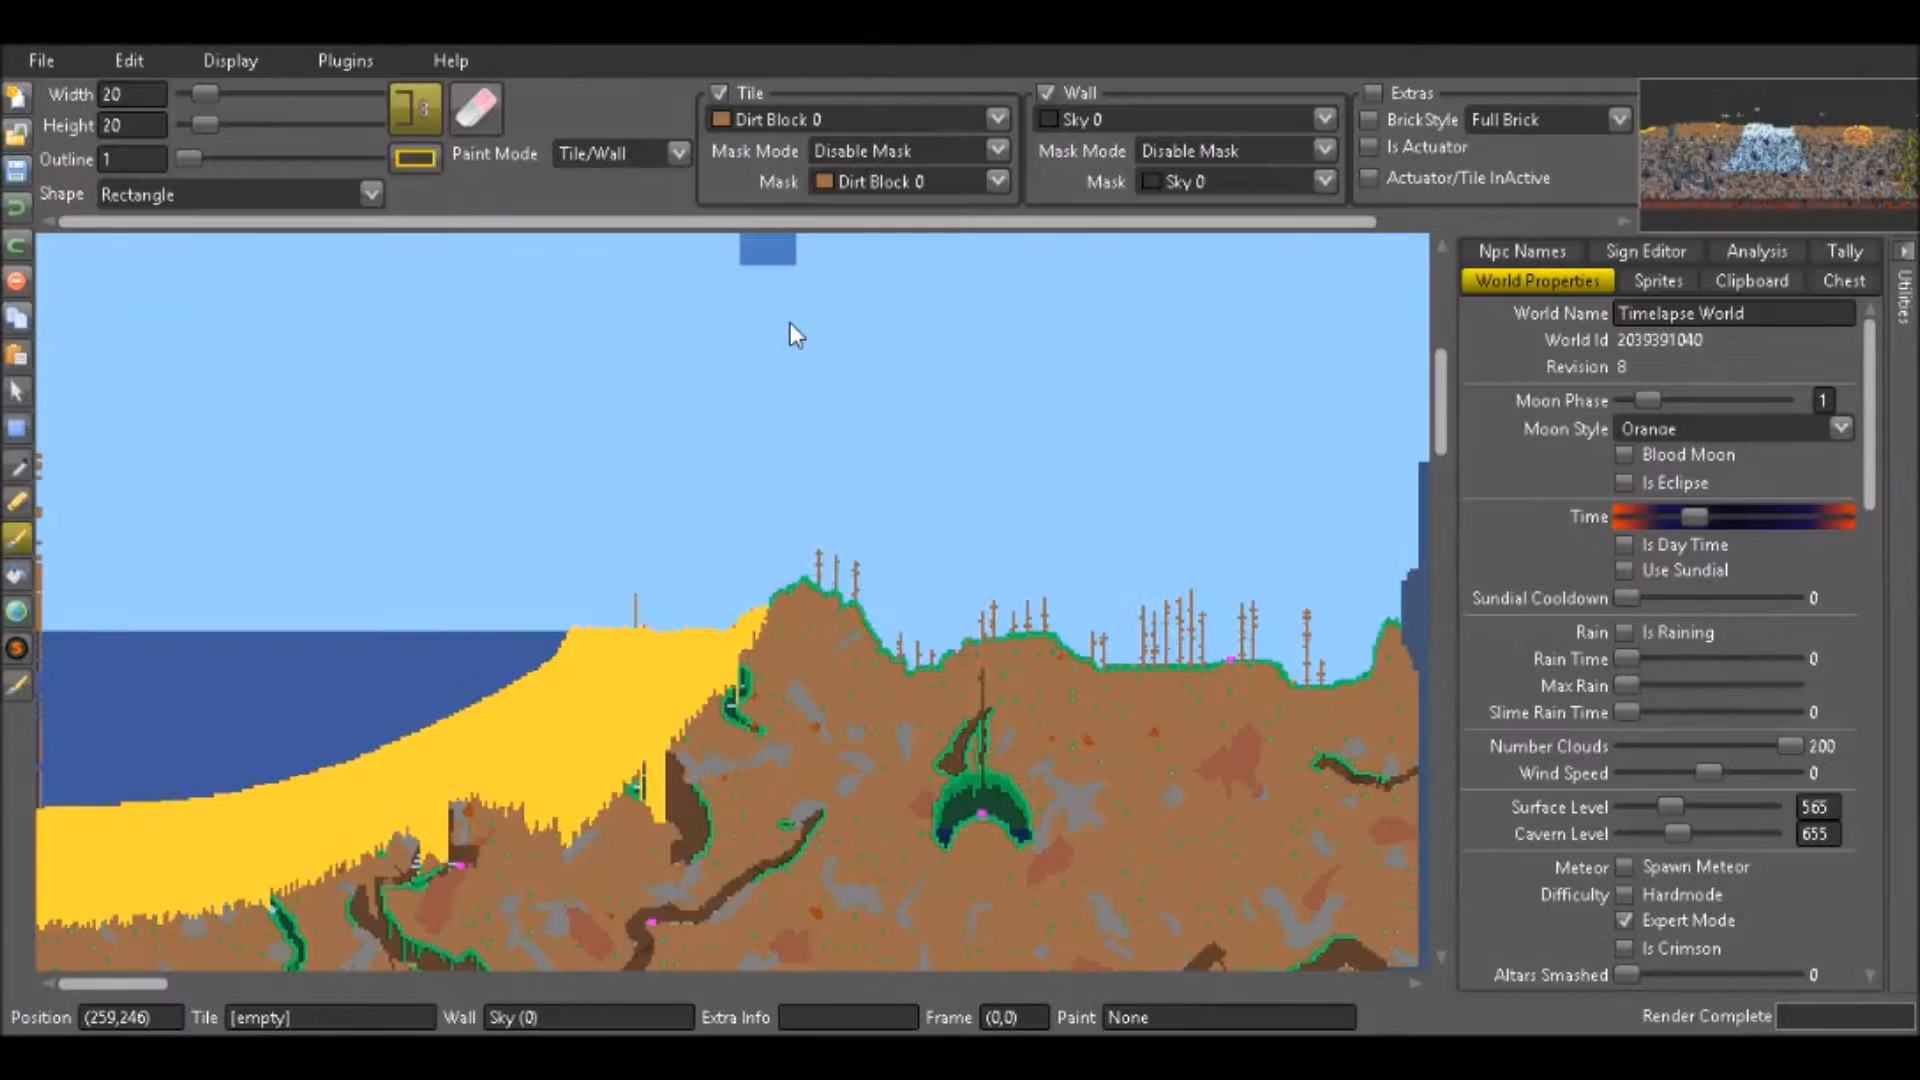 File Edit Display Plugins Help
Width 20
Height 20
Outline 1
Shape Rectangle
Paint Mode Tile/Wall
Tile
Dirt Block 0
Mask Mode Disable Mask
Mask Dirt Block 0
Wall
Sky 0
Mask Mode Disable Mask
Mask Sky 0
Extras
BrickStyle Full Brick
Is Actuator
Actuator/Tile InActive
Npc Names Sign Editor Analysis Tally
World Properties Sprites Clipboard Chest
Utilities
World Name Timelapse World
World Id 2039391040
Revision 8
Moon Phase 1
Moon Style Orange
Blood Moon
Is Eclipse
Time
Is Day Time
Use Sundial
Sundial Cooldown 0
Rain Is Raining
Rain Time 0
Max Rain
Slime Rain Time 0
Number Clouds 200
Wind Speed 0
Surface Level 565
Cavern Level 655
Meteor Spawn Meteor
Difficulty Hardmode
Expert Mode
Is Crimson
Altars Smashed 0
Position (259,246) Tile [empty] Wall Sky (0) Extra Info Frame (0,0) Paint None Render Complete